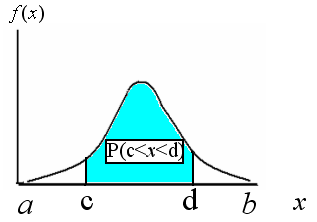 f(x)
P(c<x<d)
a c d b x